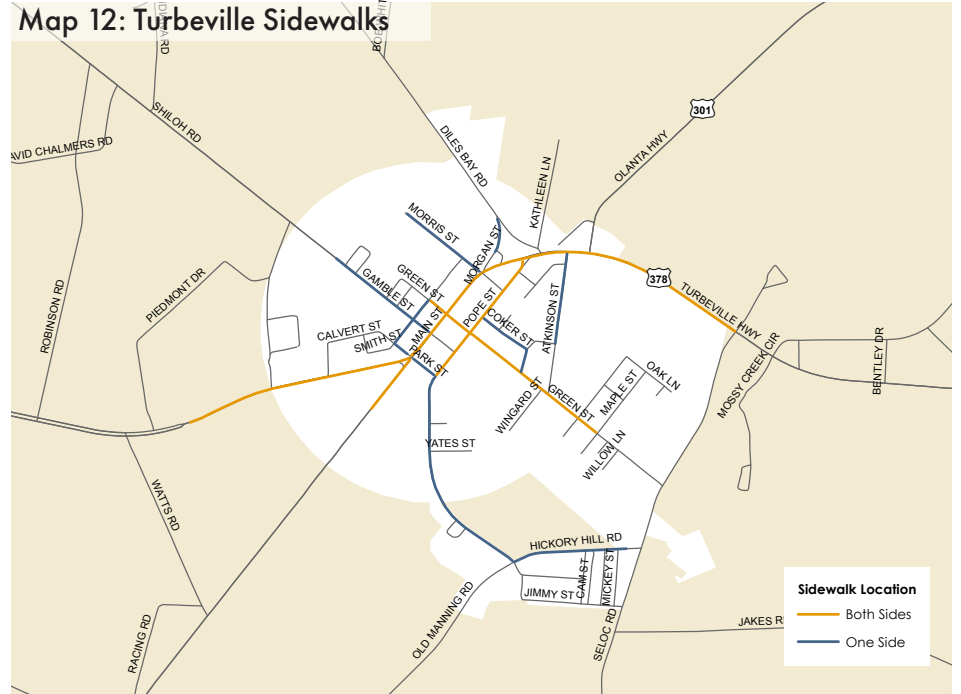 Map 12: Turbeville Sidewalks
SHILOH RD
301
DAVID CHALMERS RD
DILES BAY RD
OLANTA HWY
KATHLEEN LN
MORRIS ST
MORGAN ST
ROBINSON RD
PIEDMONT DR
GREEN ST
GAMBLE ST
378
TURBEVILLE HWY
POPE ST
MAIN ST
COKER ST
ATKINSON ST
CALVERT ST
SMITH ST
PARK ST
MOSSY CREEK CIR
BENTLEY DR
OAK LN
MAPLE ST
GREEN ST
WINGARD ST
YATES ST
WILLOW LN
WATTS RD
HICKORY HILL RD
CAM ST
MICKEY ST
JIMMY ST
OLD MANNING RD
SELOC RD
RACING RD
JAKES R
Sidewalk Location
Both Sides
One Side